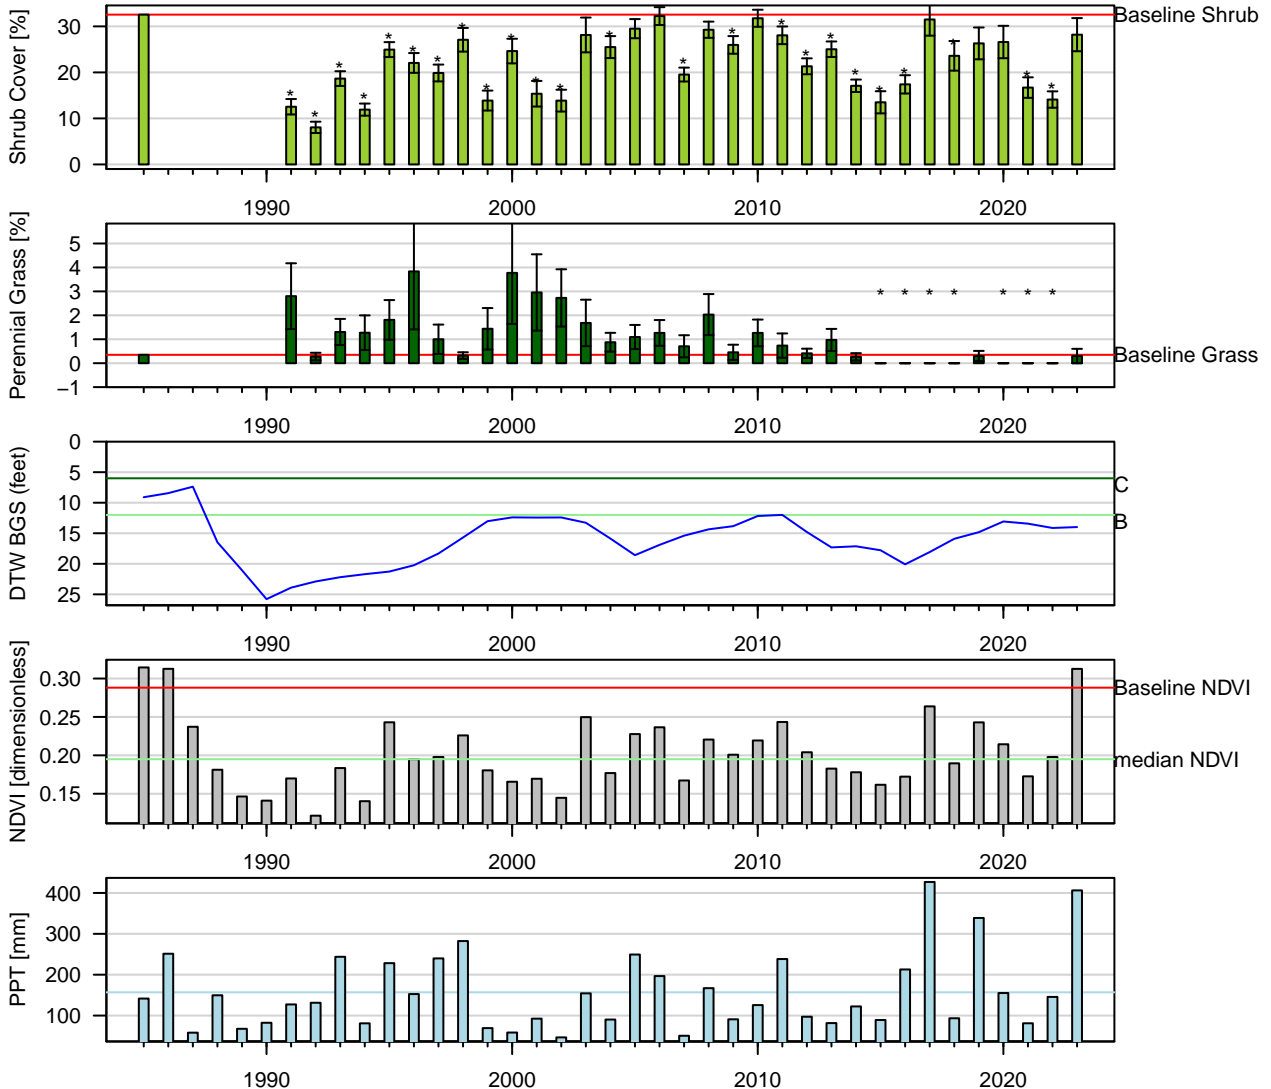 Shrub Cover [%]
30
20
10
0
Baseline Shrub
* * * * * * * * * * * * * * * * * * * * * * * *
1990 2000 2010 2020
Perennial Grass [%]
5
4
3
2
1
0
−1
* * * * * * *
Baseline Grass
1990 2000 2010 2020
DTW BGS (feet)
0
5
10
15
20
25
C
B
1990 2000 2010 2020
NDVI [dimensionless]
0.30
0.25
0.20
0.15
Baseline NDVI
median NDVI
1990 2000 2010 2020
PPT [mm]
400
300
200
100
1990 2000 2010 2020